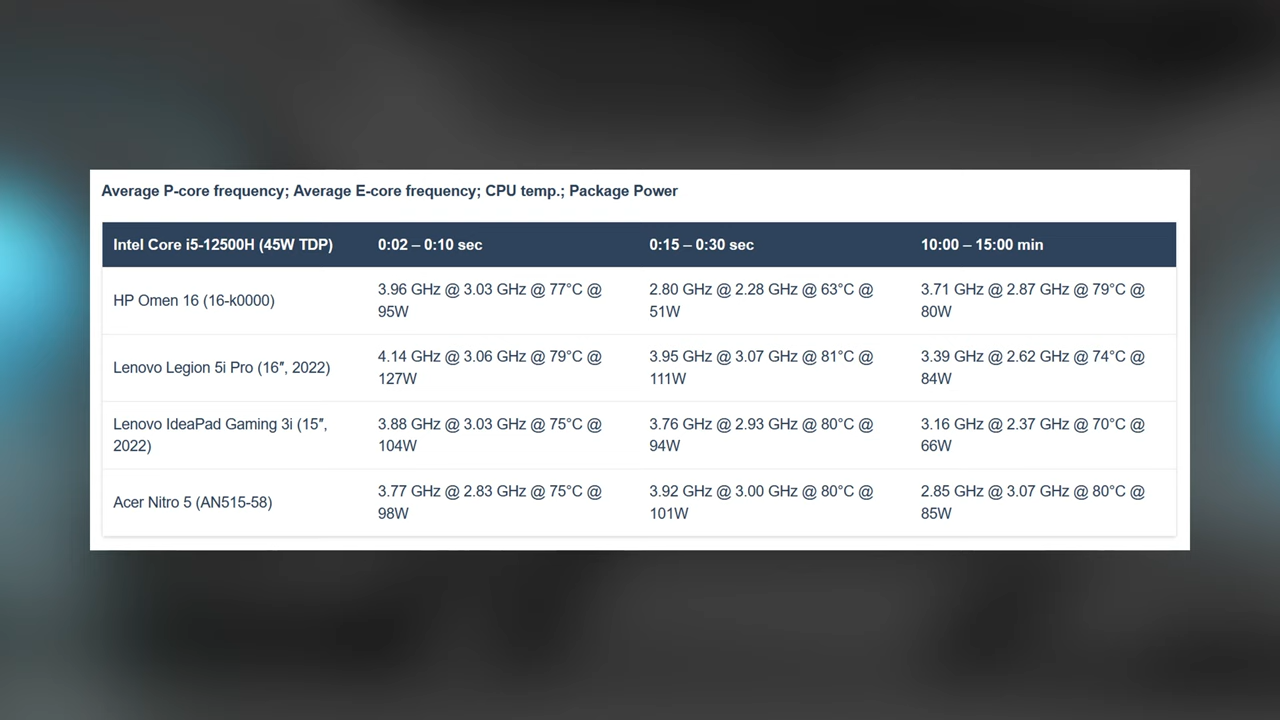 Average P-core frequency; Average E-core frequency; CPU temp.; Package Power
Intel Core i5-12500H (45W TDP) 0:02 – 0:10 sec 0:15 – 0:30 sec 10:00 – 15:00 min
HP Omen 16 (16-k0000) 3.96 GHz @ 3.03 GHz @ 77°C @ 95W 2.80 GHz @ 2.28 GHz @ 63°C @ 51W 3.71 GHz @ 2.87 GHz @ 79°C @ 80W
Lenovo Legion 5i Pro (16″, 2022) 4.14 GHz @ 3.06 GHz @ 79°C @ 127W 3.95 GHz @ 3.07 GHz @ 81°C @ 111W 3.39 GHz @ 2.62 GHz @ 74°C @ 84W
Lenovo IdeaPad Gaming 3i (15″, 2022) 3.88 GHz @ 3.03 GHz @ 75°C @ 104W 3.76 GHz @ 2.93 GHz @ 80°C @ 94W 3.16 GHz @ 2.37 GHz @ 70°C @ 66W
Acer Nitro 5 (AN515-58) 3.77 GHz @ 2.83 GHz @ 75°C @ 98W 3.92 GHz @ 3.00 GHz @ 80°C @ 101W 2.85 GHz @ 3.07 GHz @ 80°C @ 85W